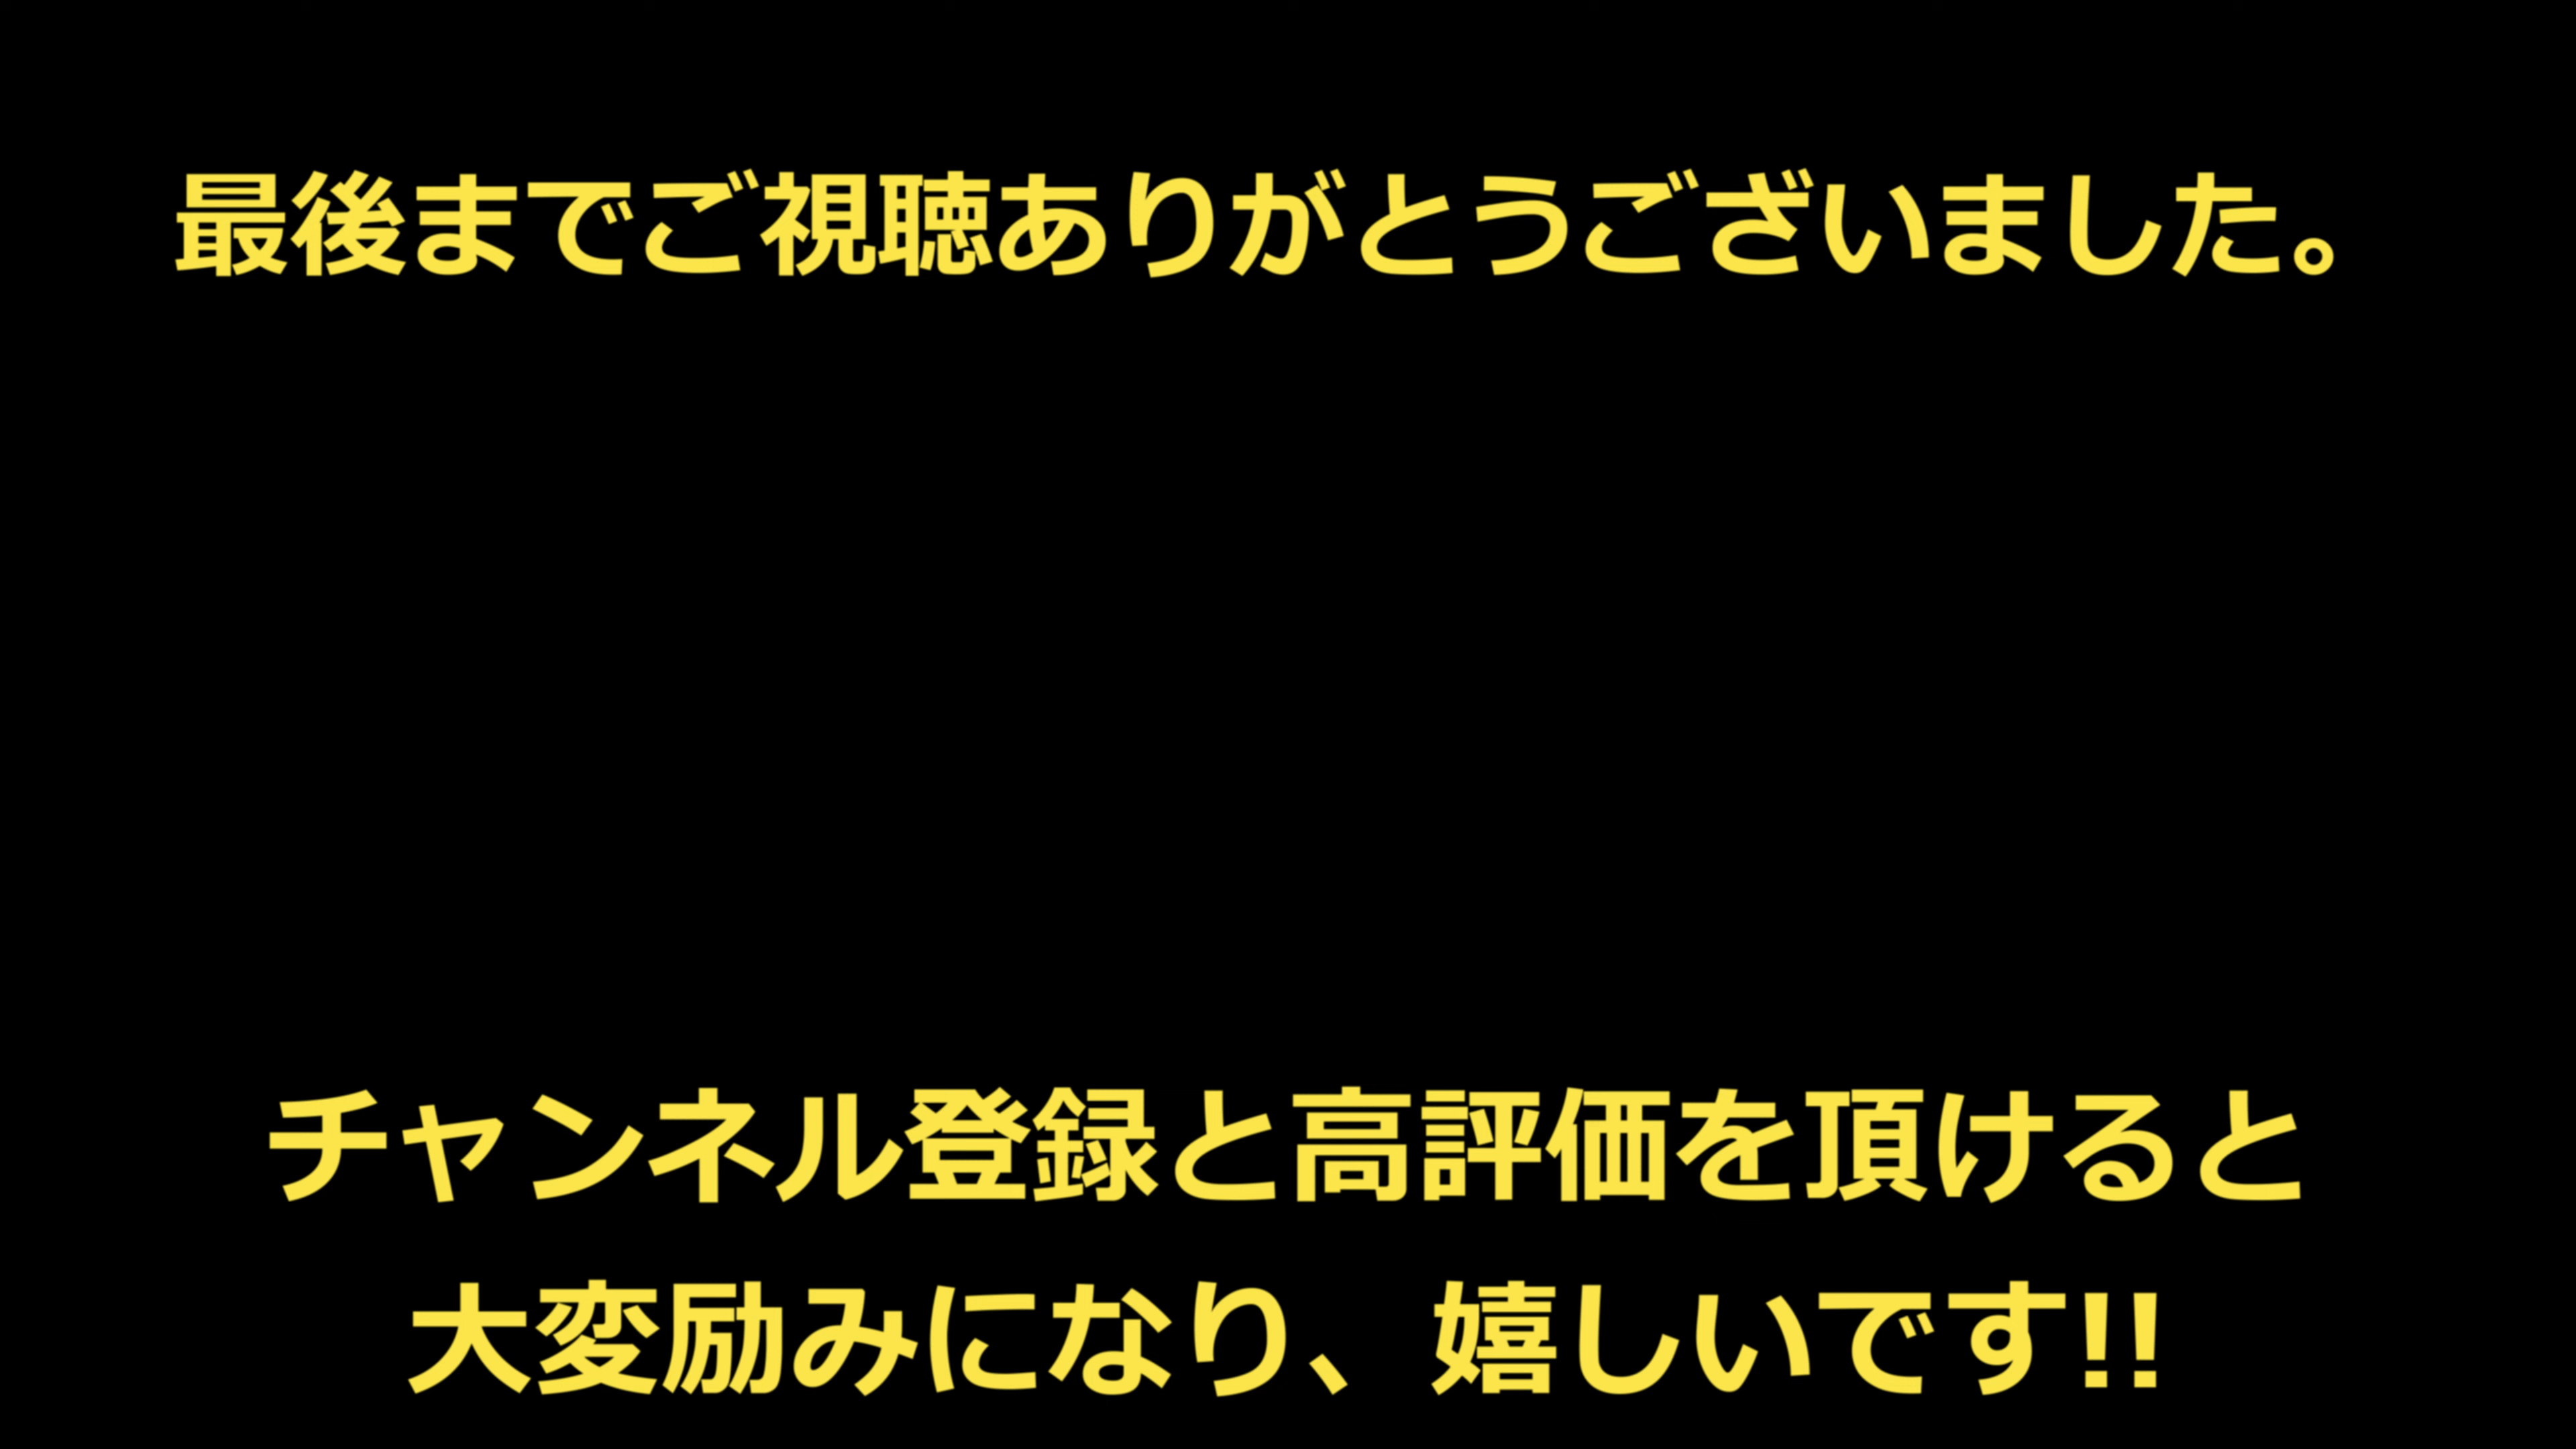 最後までご視聴ありがとうございました。
チャンネル登録と高評価を頂けると
大変励みになり、嬉しいです!!